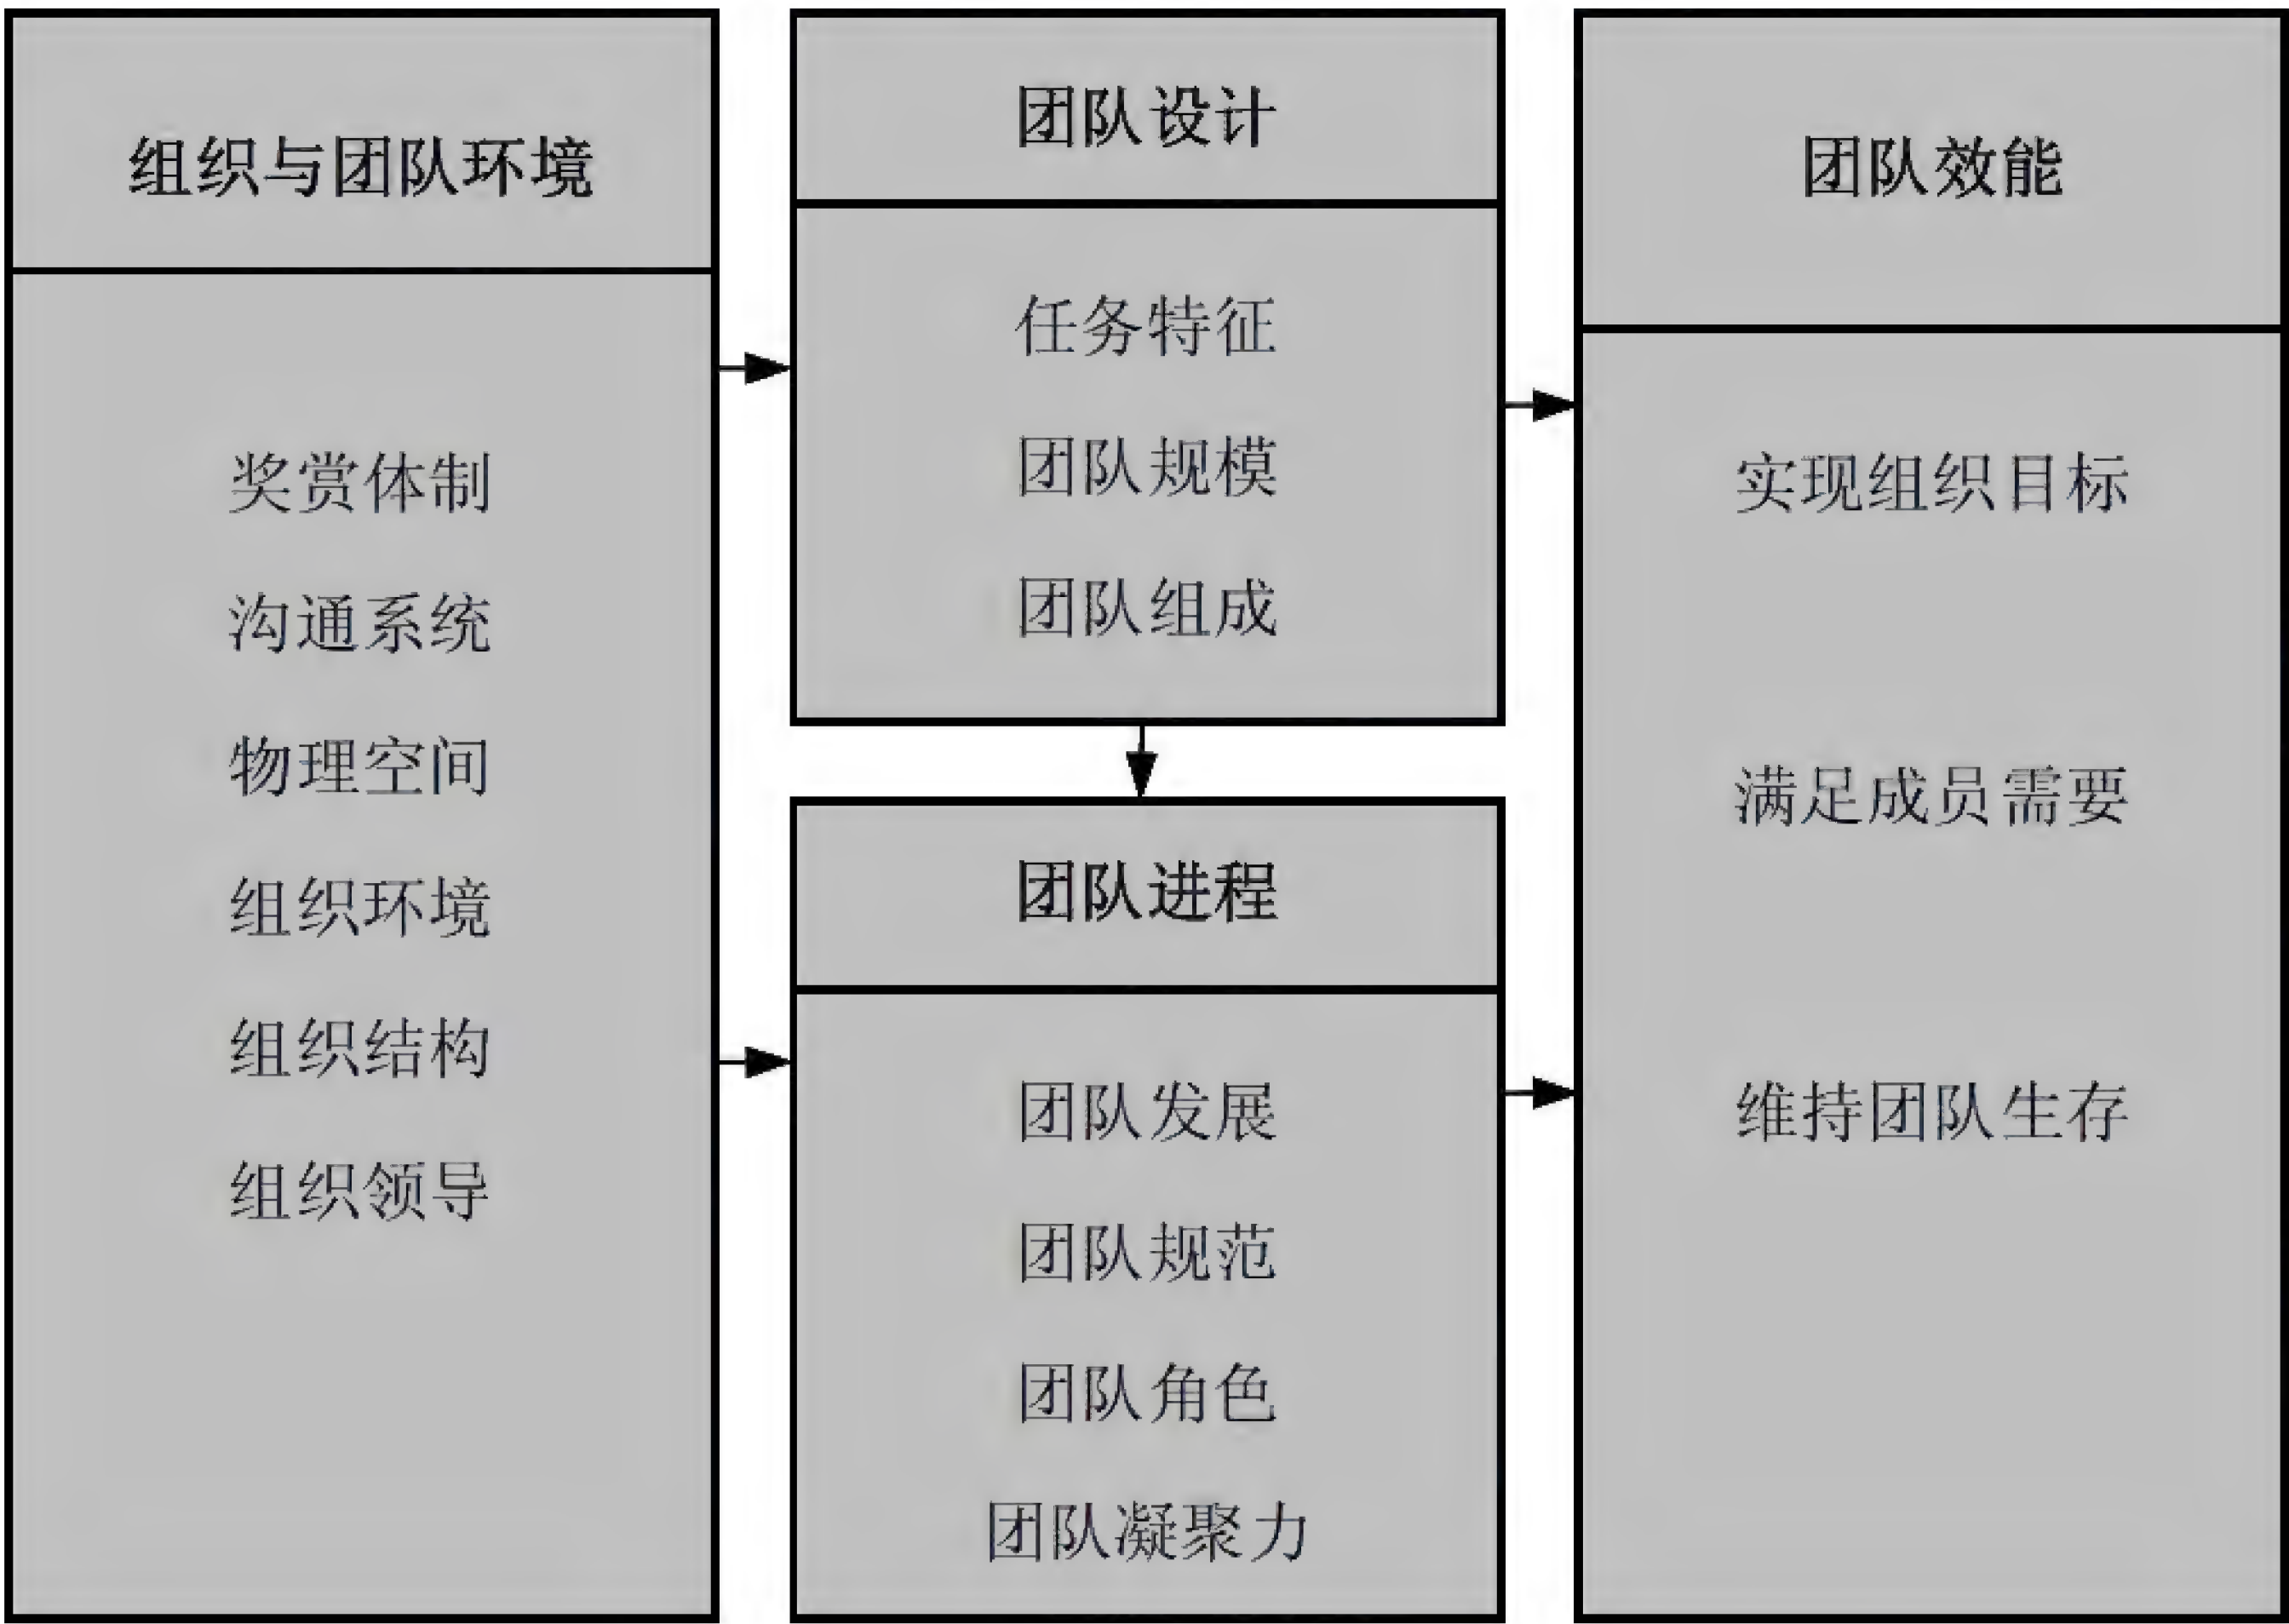 组织与团队环境
奖赏体制
沟通系统
物理空间
组织环境
组织结构
组织领导
团队设计
任务特征
团队规模
团队组成
团队进程
团队发展
团队规范
团队角色
团队凝聚力
团队效能
实现组织目标
满足成员需要
维持团队生存